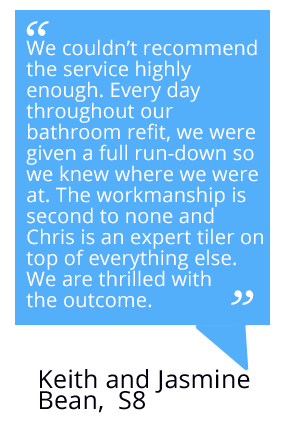 “
We couldn’t recommend
the service highly
enough. Every day
throughout our
bathroom refit, we were
given a full run-down so
we knew where we were
at. The workmanship is
second to none and
Chris is an expert tiler on
top of everything else.
We are thrilled with
the outcome. ”
Keith and Jasmine
Bean,  S8